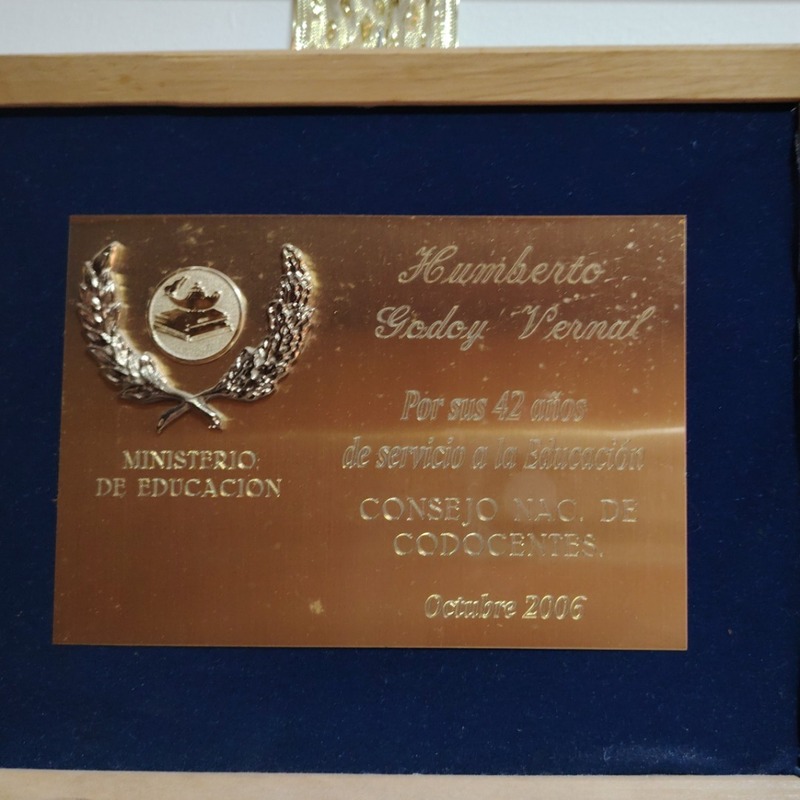 Humberto
Godoy Vernal
Por sus 42 años
de servicio a la Educación
MINISTERIO
DE EDUCACION
CONSEJO NAC. DE
CODOCENTES.
Octubre 2006